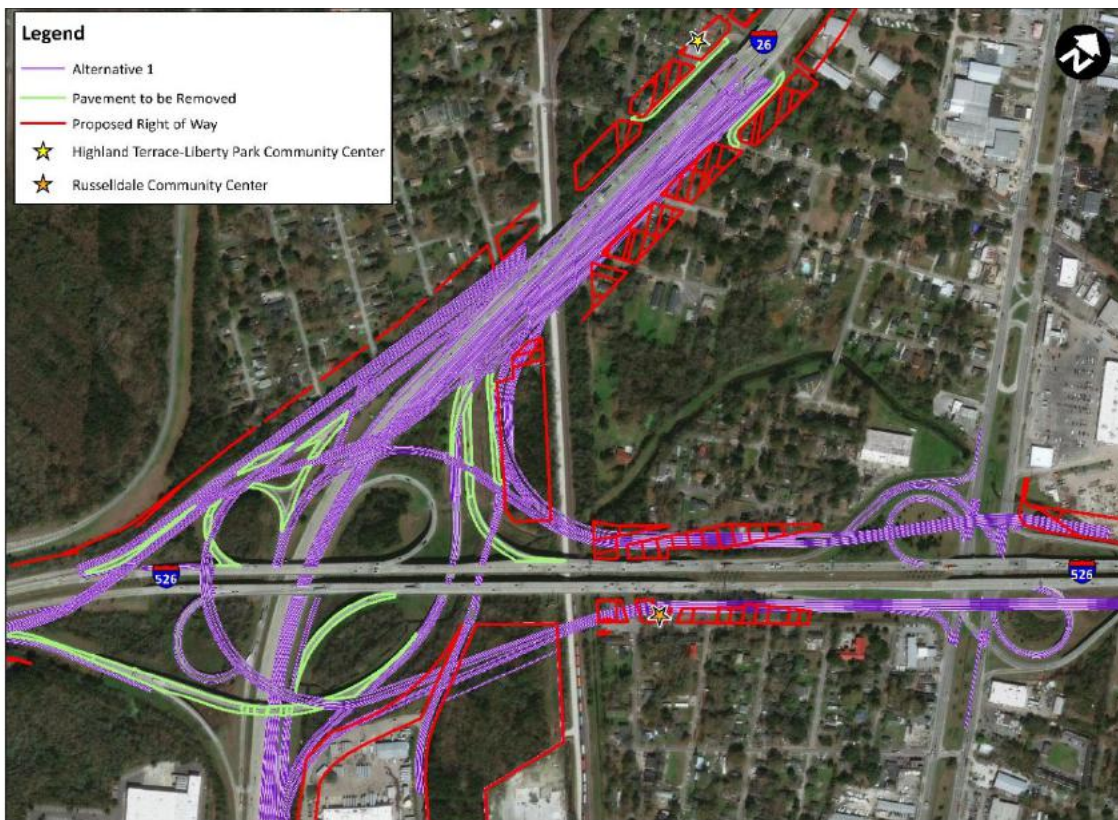 Legend
Alternative 1
Pavement to be Removed
Proposed Right of Way
Highland Terrace-Liberty Park Community Center
Russelldale Community Center
26
N
526
526